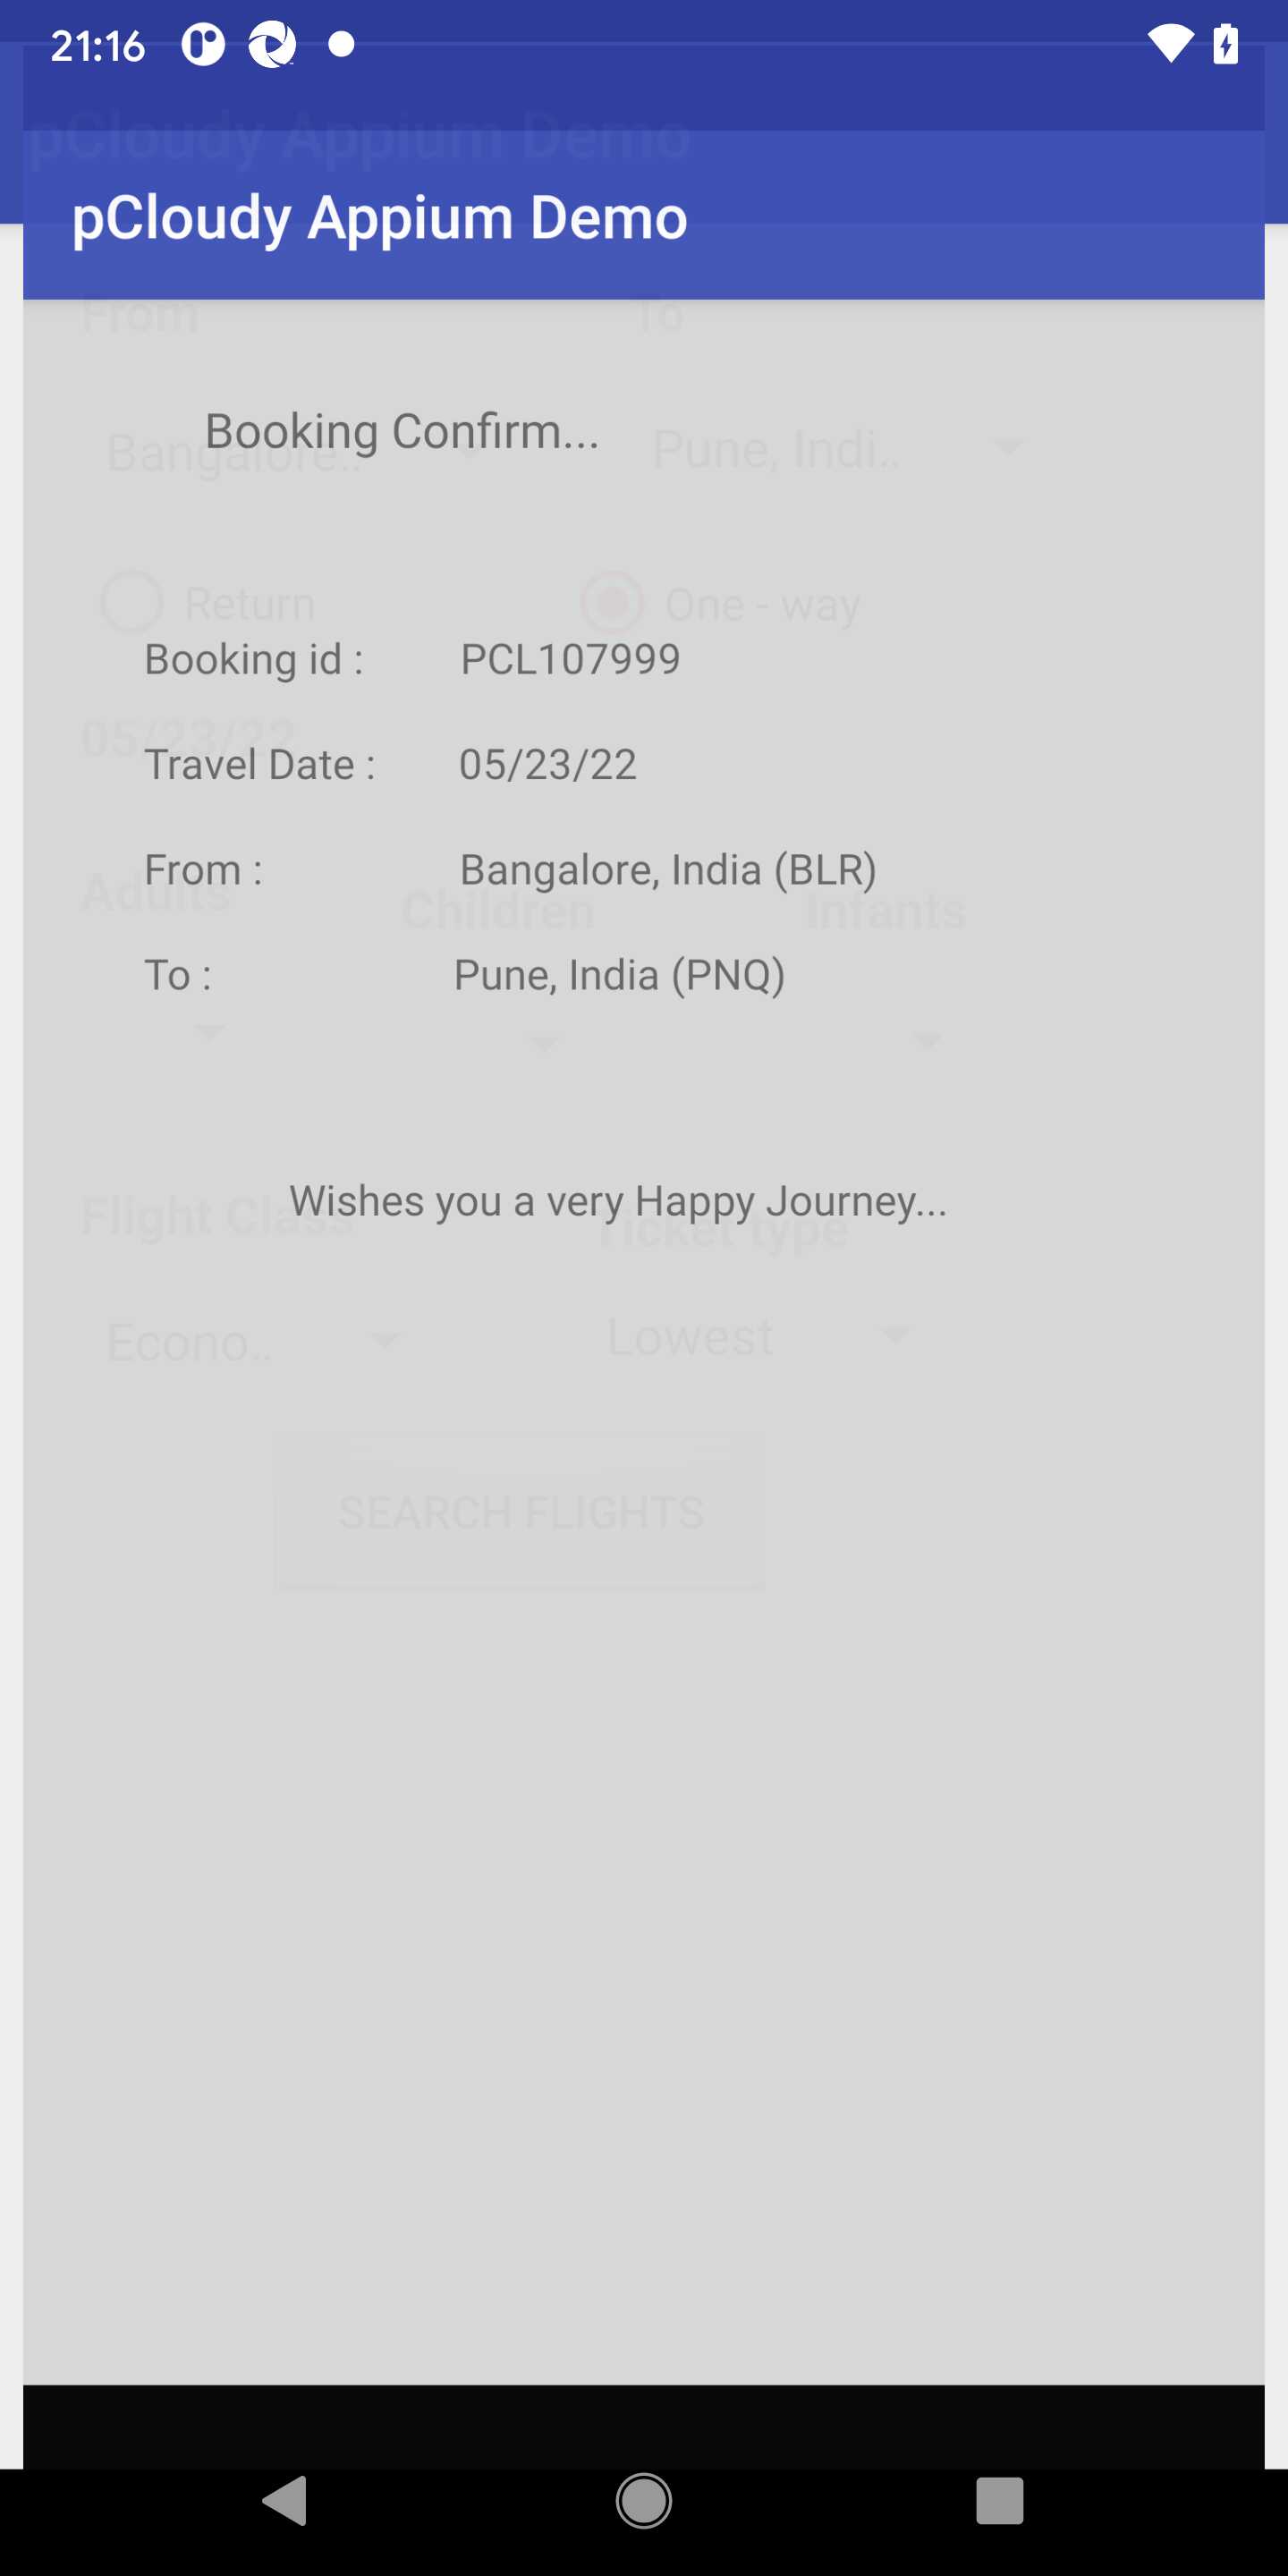 21:16
pCloudy Appium Demo
pCloudy Appium Demo
From To
Booking Confirm...
Bangalore.. Pune, Indi..
Return One - way
Booking id : PCL107999
05/23/22
Travel Date : 05/23/22
From : Bangalore, India (BLR)
Adults Children Infants
To : Pune, India (PNQ)
Wishes you a very Happy Journey...
Flight Class Ticket type
Econo.. Lowest
SEARCH FLIGHTS